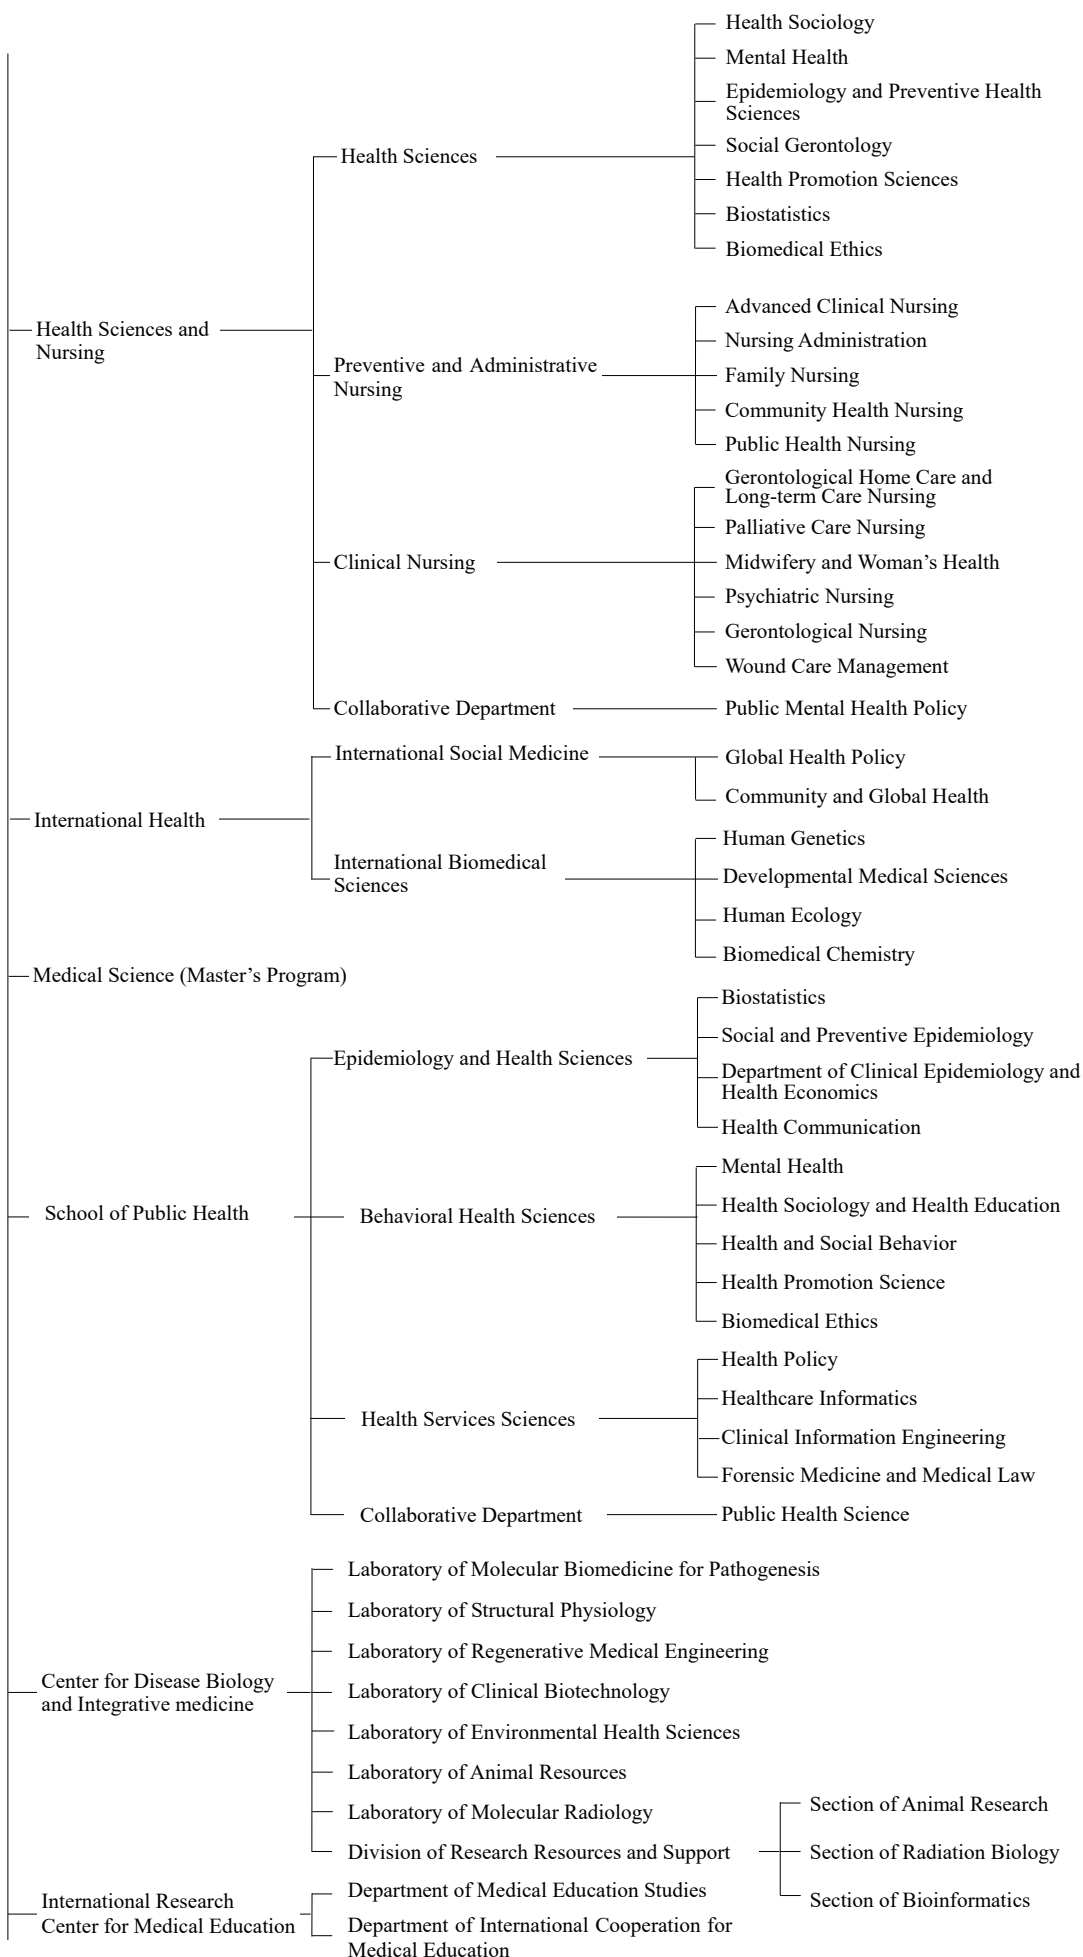 Health Sociology
Mental Health
Epidemiology and Preventive Health
Sciences
Social Gerontology
Health Sciences
Health Promotion Sciences
Biostatistics
Biomedical Ethics
Health Sciences and
Nursing
Advanced Clinical Nursing
Nursing Administration
Preventive and Administrative
Nursing
Family Nursing
Community Health Nursing
Public Health Nursing
Gerontological Home Care and
Long-term Care Nursing
Palliative Care Nursing
Clinical Nursing
Midwifery and Woman’s Health
Psychiatric Nursing
Gerontological Nursing
Wound Care Management
Collaborative Department
Public Mental Health Policy
International Social Medicine
Global Health Policy
Community and Global Health
International Health
Human Genetics
International Biomedical
Sciences
Developmental Medical Sciences
Human Ecology
Biomedical Chemistry
Medical Science (Master’s Program)
Biostatistics
Social and Preventive Epidemiology
Epidemiology and Health Sciences
Department of Clinical Epidemiology and
Health Economics
Health Communication
Mental Health
Health Sociology and Health Education
School of Public Health
Behavioral Health Sciences
Health and Social Behavior
Health Promotion Science
Biomedical Ethics
Health Policy
Healthcare Informatics
Health Services Sciences
Clinical Information Engineering
Forensic Medicine and Medical Law
Collaborative Department
Public Health Science
Laboratory of Molecular Biomedicine for Pathogenesis
Laboratory of Structural Physiology
Laboratory of Regenerative Medical Engineering
Center for Disease Biology
and Integrative medicine
Laboratory of Clinical Biotechnology
Laboratory of Environmental Health Sciences
Laboratory of Animal Resources
Laboratory of Molecular Radiology
Section of Animal Research
Division of Research Resources and Support
Section of Radiation Biology
Section of Bioinformatics
International Research
Center for Medical Education
Department of Medical Education Studies
Department of International Cooperation for
Medical Education